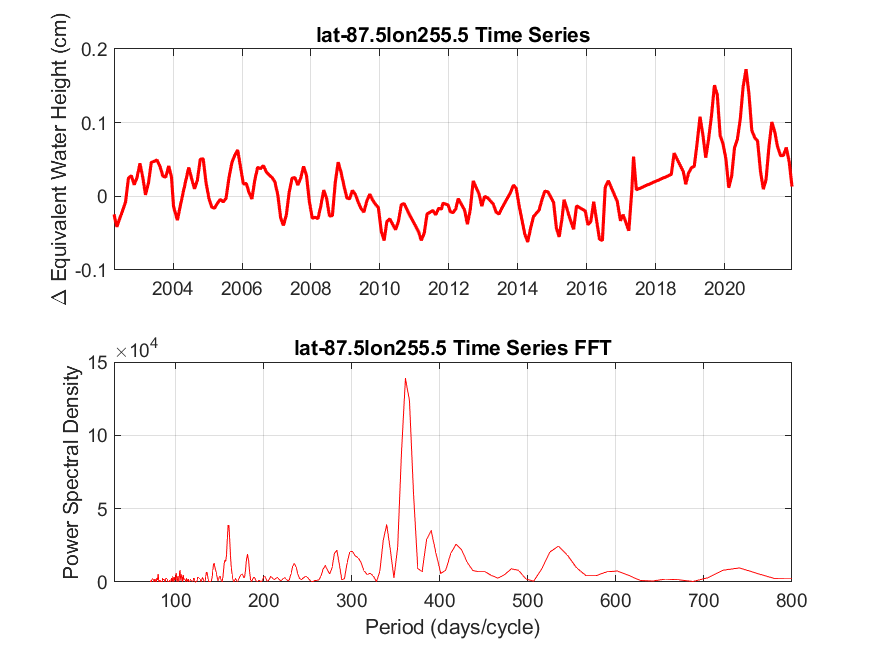 lat-87.5lon255.5 Time Series
Δ Equivalent Water Height (cm)
0.2
0.1
0
-0.1
2004 2006 2008 2010 2012 2014 2016 2018 2020
lat-87.5lon255.5 Time Series FFT
×10⁴
Power Spectral Density
15
10
5
0
100 200 300 400 500 600 700 800
Period (days/cycle)